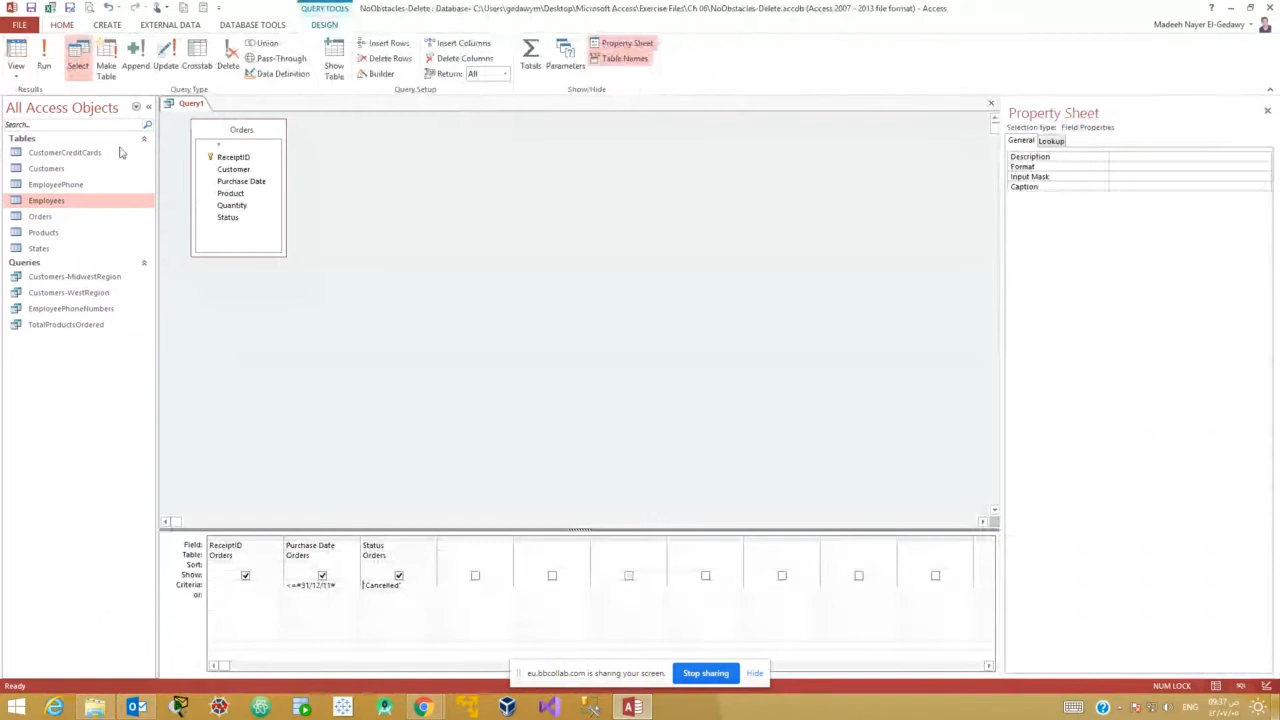 QUERY TOOLS
NoObstacles-Delete : Database- C:\Users\gedawym\Desktop\Microsoft Access\Exercise Files\Ch 06\NoObstacles-Delete.accdb (Access 2007 - 2013 file format) - Access
FILE HOME CREATE EXTERNAL DATA DATABASE TOOLS DESIGN
Madeeh Nayer El-Gedawy
View
Run
Select
Make Table
Append
Update
Crosstab
Delete
Union
Pass-Through
Data Definition
Show Table
Insert Rows
Delete Rows
Builder
Insert Columns
Delete Columns
Return: All
Totals
Parameters
Property Sheet
Table Names
Results
Query Type
Query Setup
Show/Hide
All Access Objects
Search...
Tables
CustomerCreditCards
Customers
EmployeePhone
Employees
Orders
Products
States
Queries
Customers-MidwestRegion
Customers-WestRegion
EmployeePhoneNumbers
TotalProductsOrdered
Query1
Orders
*
ReceiptID
Customer
Purchase Date
Product
Quantity
Status
Property Sheet
Selection type: Field Properties
General Lookup
Description
Format
Input Mask
Caption
Field: ReceiptID Purchase Date Status
Table: Orders Orders Orders
Sort:
Show:
Criteria: <=#31/12/11# "Cancelled"
or:
eu.bbcollab.com is sharing your screen. Stop sharing Hide
Ready
NUM LOCK
SQL
ENG
09:37 ص